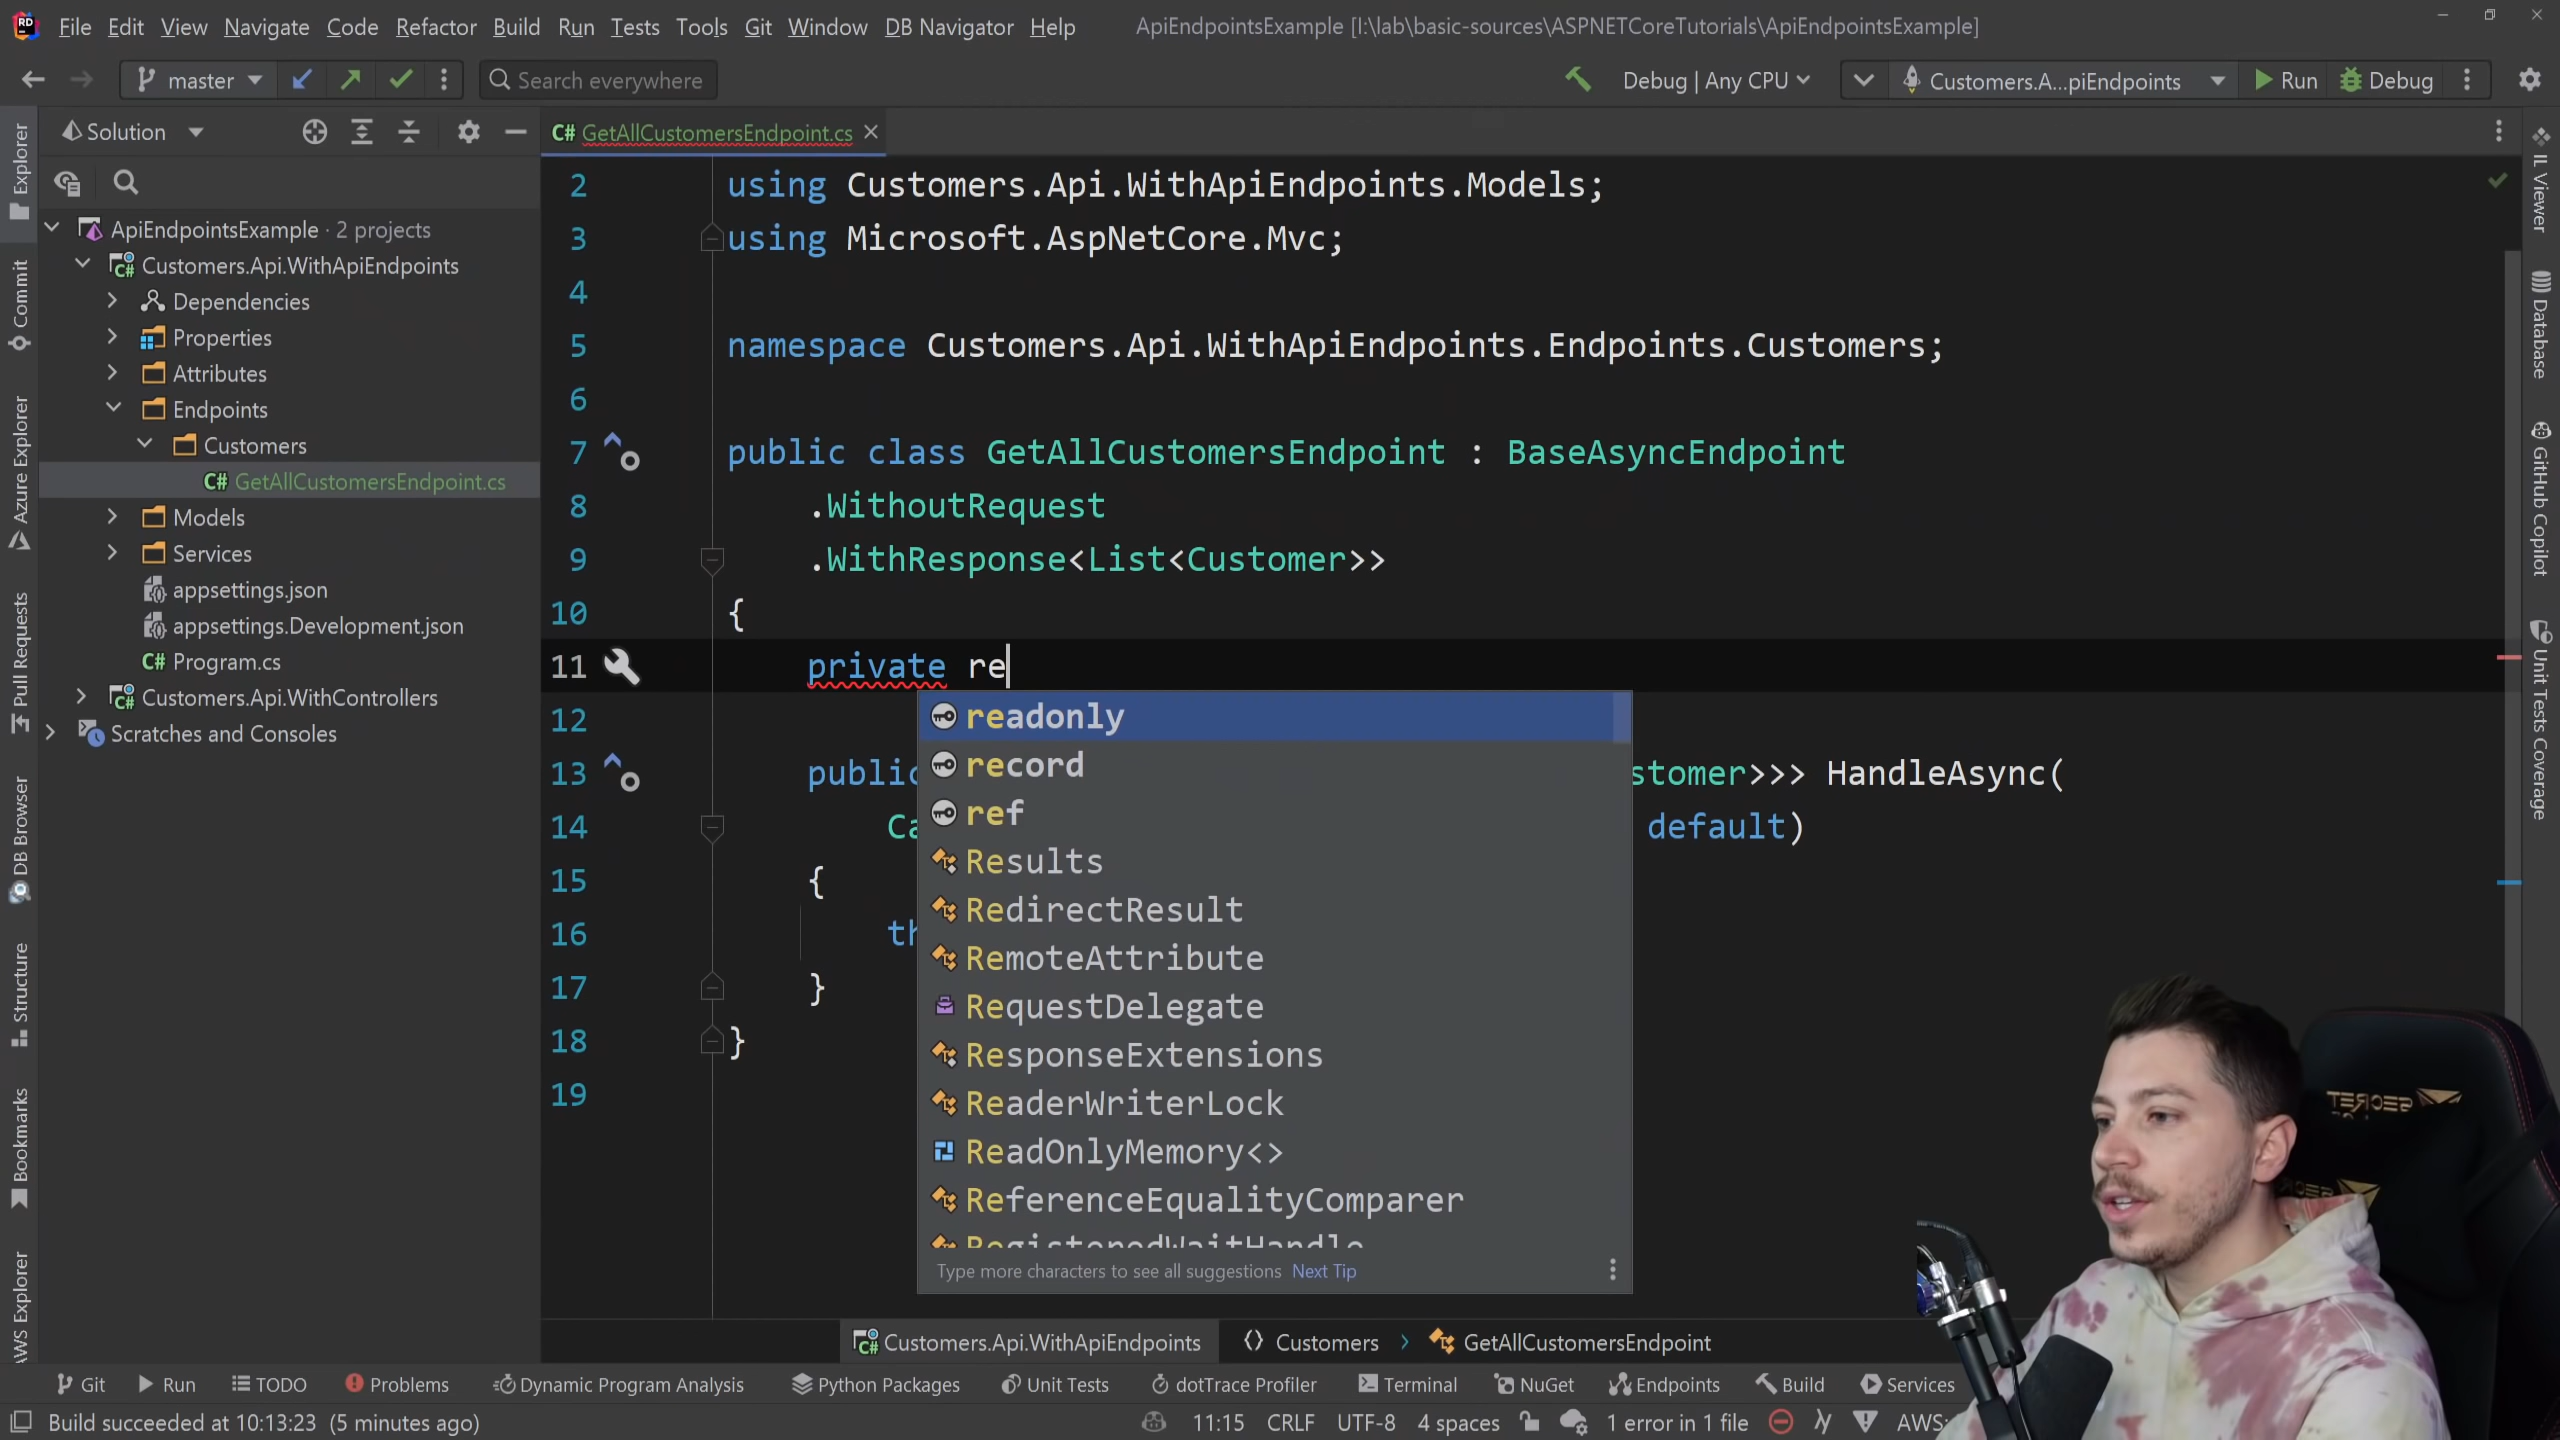 File Edit View Navigate Code Refactor Build Run Tests Tools Git Window DB Navigator Help
ApiEndpointsExample [I:\lab\basic-sources\ASPNETCoreTutorials\ApiEndpointsExample]
master
Search everywhere
Debug | Any CPU
Customers.A...piEndpoints
Run
Debug
Solution
C# GetAllCustomersEndpoint.cs
ApiEndpointsExample · 2 projects
Customers.Api.WithApiEndpoints
Dependencies
Properties
Attributes
Endpoints
Customers
C# GetAllCustomersEndpoint.cs
Models
Services
appsettings.json
appsettings.Development.json
C# Program.cs
Customers.Api.WithControllers
Scratches and Consoles
Explorer
Commit
Azure Explorer
Pull Requests
DB Browser
Structure
Bookmarks
AWS Explorer
2 using Customers.Api.WithApiEndpoints.Models;
3 using Microsoft.AspNetCore.Mvc;
4
5 namespace Customers.Api.WithApiEndpoints.Endpoints.Customers;
6
7 public class GetAllCustomersEndpoint : BaseAsyncEndpoint
8 .WithoutRequest
9 .WithResponse<List<Customer>>
10 {
11 private re
12
13 public stomer>>> HandleAsync(
14 Ca default)
15 {
16 th
17 }
18 }
19
readonly
record
ref
Results
RedirectResult
RemoteAttribute
RequestDelegate
ResponseExtensions
ReaderWriterLock
ReadOnlyMemory<>
ReferenceEqualityComparer
RegisteredWaitHandle
Type more characters to see all suggestions Next Tip
IL Viewer
Database
GitHub Copilot
Unit Tests Coverage
SECRET
Customers.Api.WithApiEndpoints Customers GetAllCustomersEndpoint
Git Run TODO Problems Dynamic Program Analysis Python Packages Unit Tests dotTrace Profiler Terminal NuGet Endpoints Build Services
Build succeeded at 10:13:23 (5 minutes ago)
11:15 CRLF UTF-8 4 spaces 1 error in 1 file AWS: